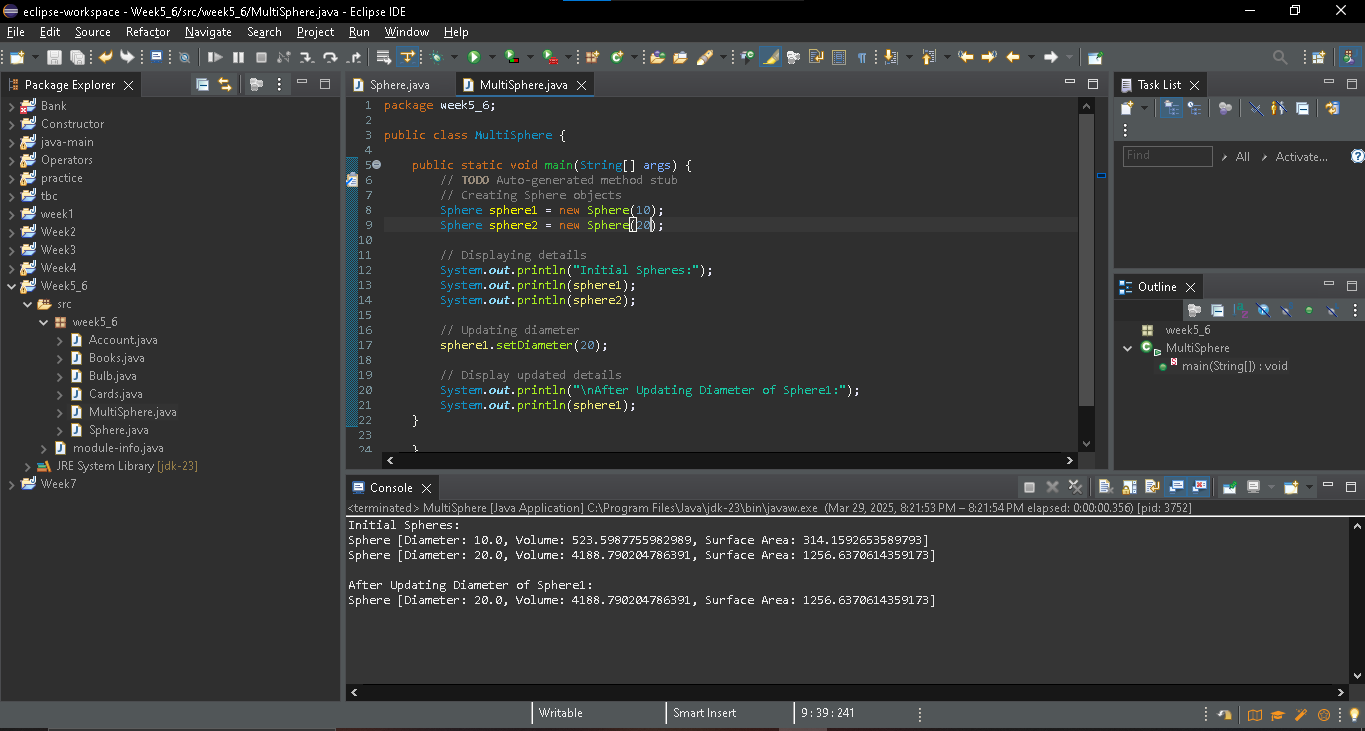 eclipse-workspace - Week5_6/src/week5_6/MultiSphere.java - Eclipse IDE
File Edit Source Refactor Navigate Search Project Run Window Help
Package Explorer
Bank
Constructor
java-main
Operators
practice
tbc
week1
Week2
Week3
Week4
Week5_6
src
week5_6
Account.java
Books.java
Bulb.java
Cards.java
MultiSphere.java
Sphere.java
module-info.java
JRE System Library [jdk-23]
Week7
Sphere.java
MultiSphere.java
1 package week5_6;
2
3 public class MultiSphere {
4
5 public static void main(String[] args) {
6 // TODO Auto-generated method stub
7 // Creating Sphere objects
8 Sphere sphere1 = new Sphere(10);
9 Sphere sphere2 = new Sphere(20);
10
11 // Displaying details
12 System.out.println("Initial Spheres:");
13 System.out.println(sphere1);
14 System.out.println(sphere2);
15
16 // Updating diameter
17 sphere1.setDiameter(20);
18
19 // Display updated details
20 System.out.println("\nAfter Updating Diameter of Sphere1:");
21 System.out.println(sphere1);
22 }
23
24 }
Task List
Find
All
Activate...
Outline
week5_6
MultiSphere
main(String[]) : void
Console
<terminated> MultiSphere [Java Application] C:\Program Files\Java\jdk-23\bin\javaw.exe (Mar 29, 2025, 8:21:53 PM – 8:21:54 PM elapsed: 0:00:00.356) [pid: 3752]
Initial Spheres:
Sphere [Diameter: 10.0, Volume: 523.5987755982989, Surface Area: 314.1592653589793]
Sphere [Diameter: 20.0, Volume: 4188.790204786391, Surface Area: 1256.6370614359173]
After Updating Diameter of Sphere1:
Sphere [Diameter: 20.0, Volume: 4188.790204786391, Surface Area: 1256.6370614359173]
Writable
Smart Insert
9 : 39 : 241